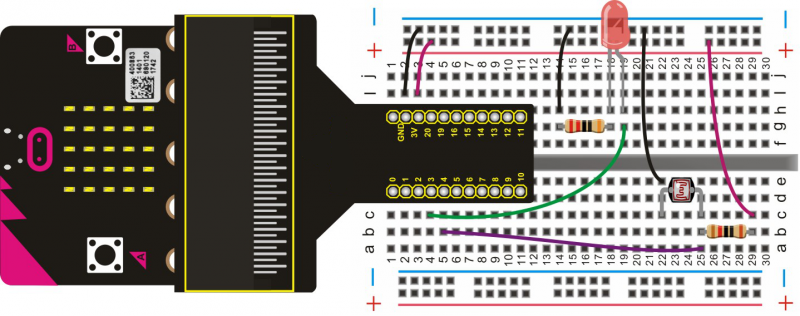 − −
+ +
1 2 3 4 5 6 7 8 9 10 11 12 13 14 15 16 17 18 19 20 21 22 23 24 25 26 27 28 29 30
j j
I I
h
g
f
B
400863
1401
690120
1742
GND 3V 20 19 16 15 14 13 12 11
0 1 2 3 4 5 6 7 8 9 10
e
d
c c
b b
a a
A
1 2 3 4 5 6 7 8 9 10 11 12 13 14 15 16 17 18 19 20 21 22 23 24 25 26 27 28 29 30
− −
+ +